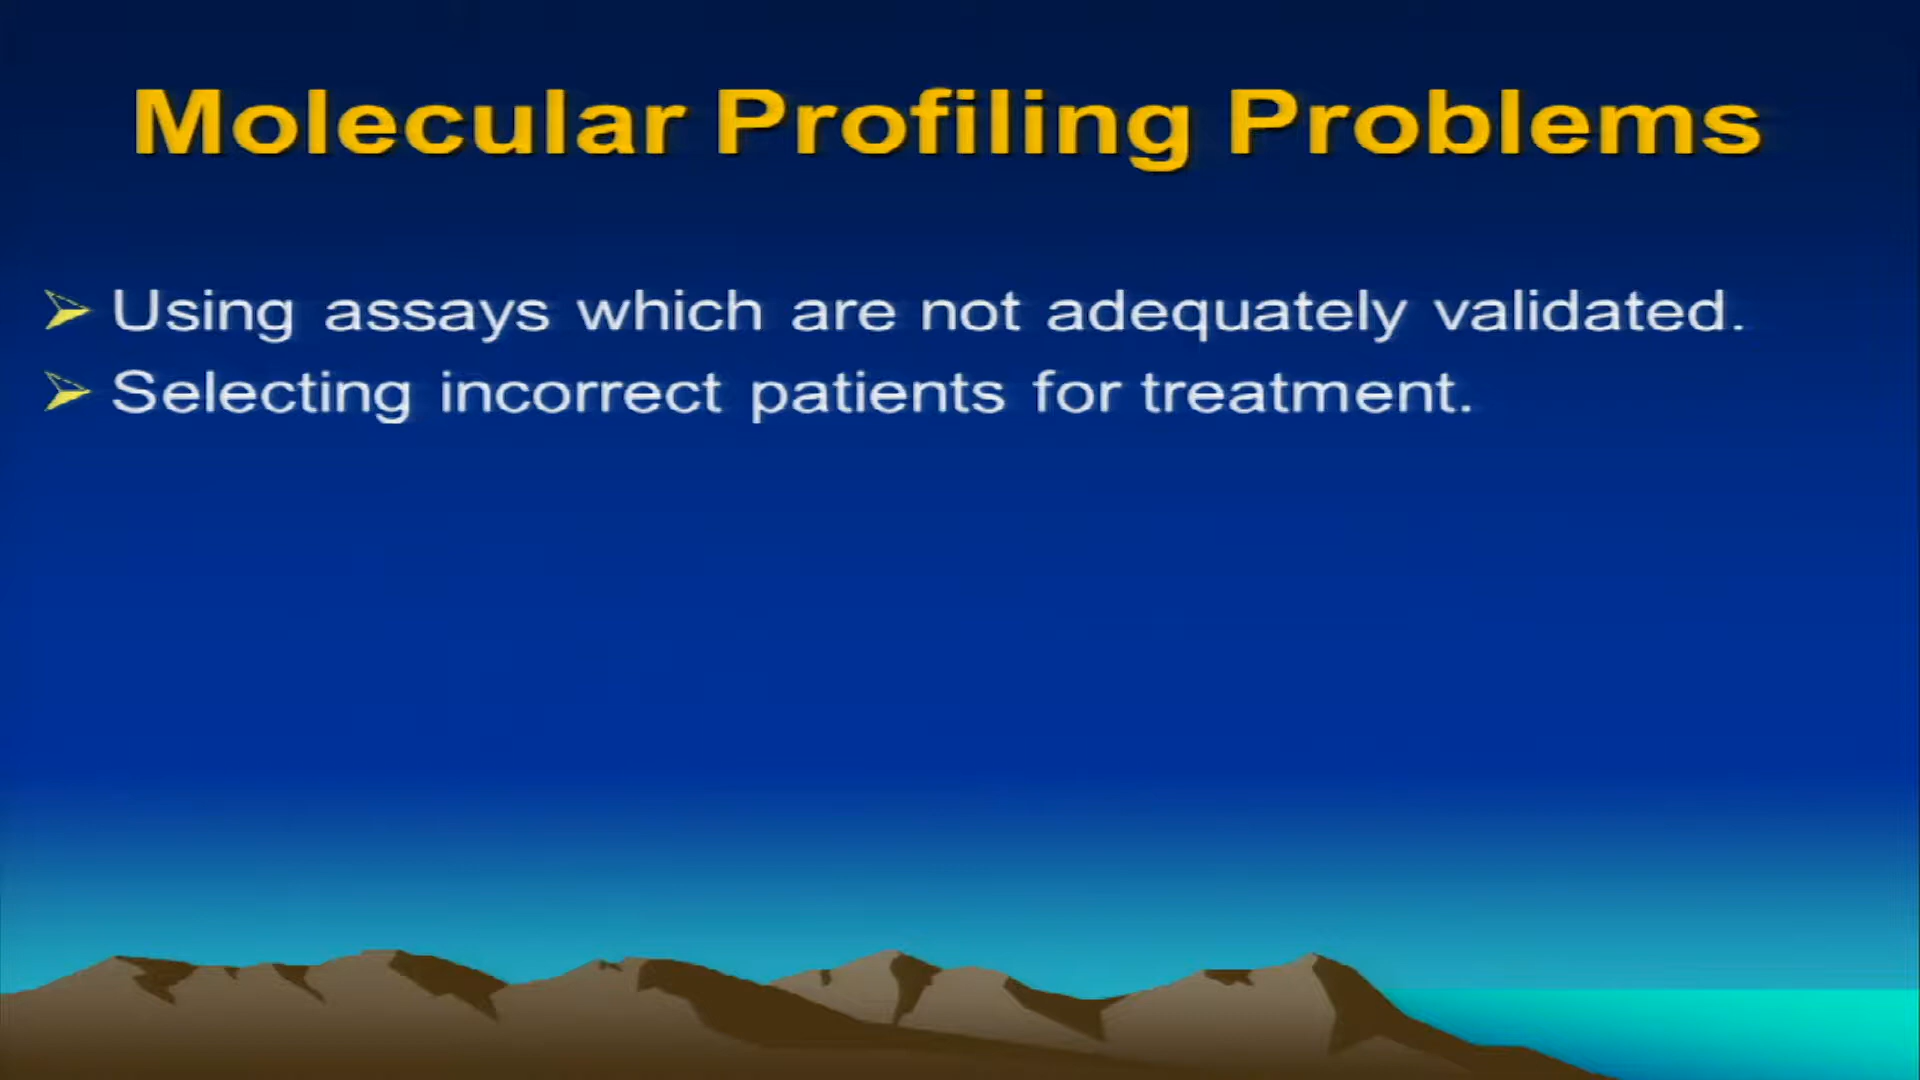 Molecular Profiling Problems
Using assays which are not adequately validated.
Selecting incorrect patients for treatment.